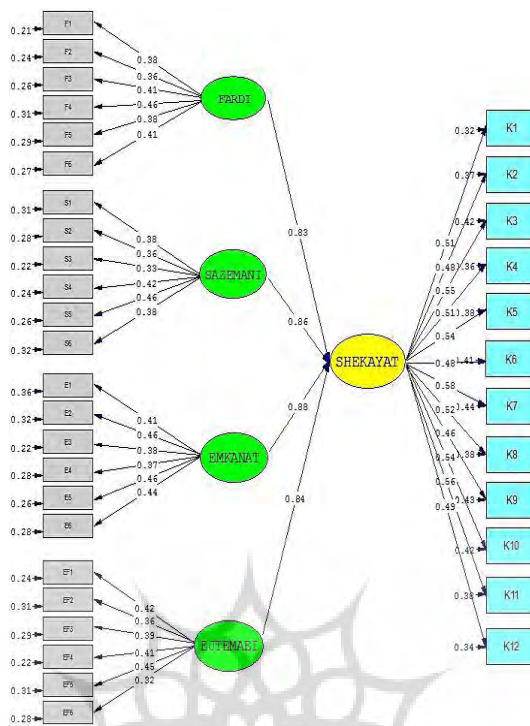 0.21 F1
0.24 F2
0.26 F3
0.31 F4
0.29 F5
0.27 F6
0.38
0.36
0.41
0.46
0.38
0.41
FARDI
0.83
0.31 S1
0.28 S2
0.22 S3
0.24 S4
0.26 S5
0.32 S6
0.38
0.36
0.33
0.42
0.46
0.38
SAZEMANI
0.86
0.36 E1
0.32 E2
0.22 E3
0.28 E4
0.26 E5
0.28 E6
0.41
0.46
0.38
0.37
0.46
0.44
EMKANAT
0.88
0.24 EF1
0.31 EF2
0.29 EF3
0.22 EF4
0.31 EF5
0.28 EF6
0.42
0.36
0.39
0.41
0.45
0.32
EJTEMAEI
0.84
SHEKAYAT
0.51
0.48
0.55
0.51
0.54
0.48
0.58
0.52
0.46
0.54
0.56
0.49
0.32 K1
0.37 K2
0.42 K3
0.36 K4
0.38 K5
0.41 K6
0.44 K7
0.38 K8
0.43 K9
0.42 K10
0.38 K11
0.34 K12